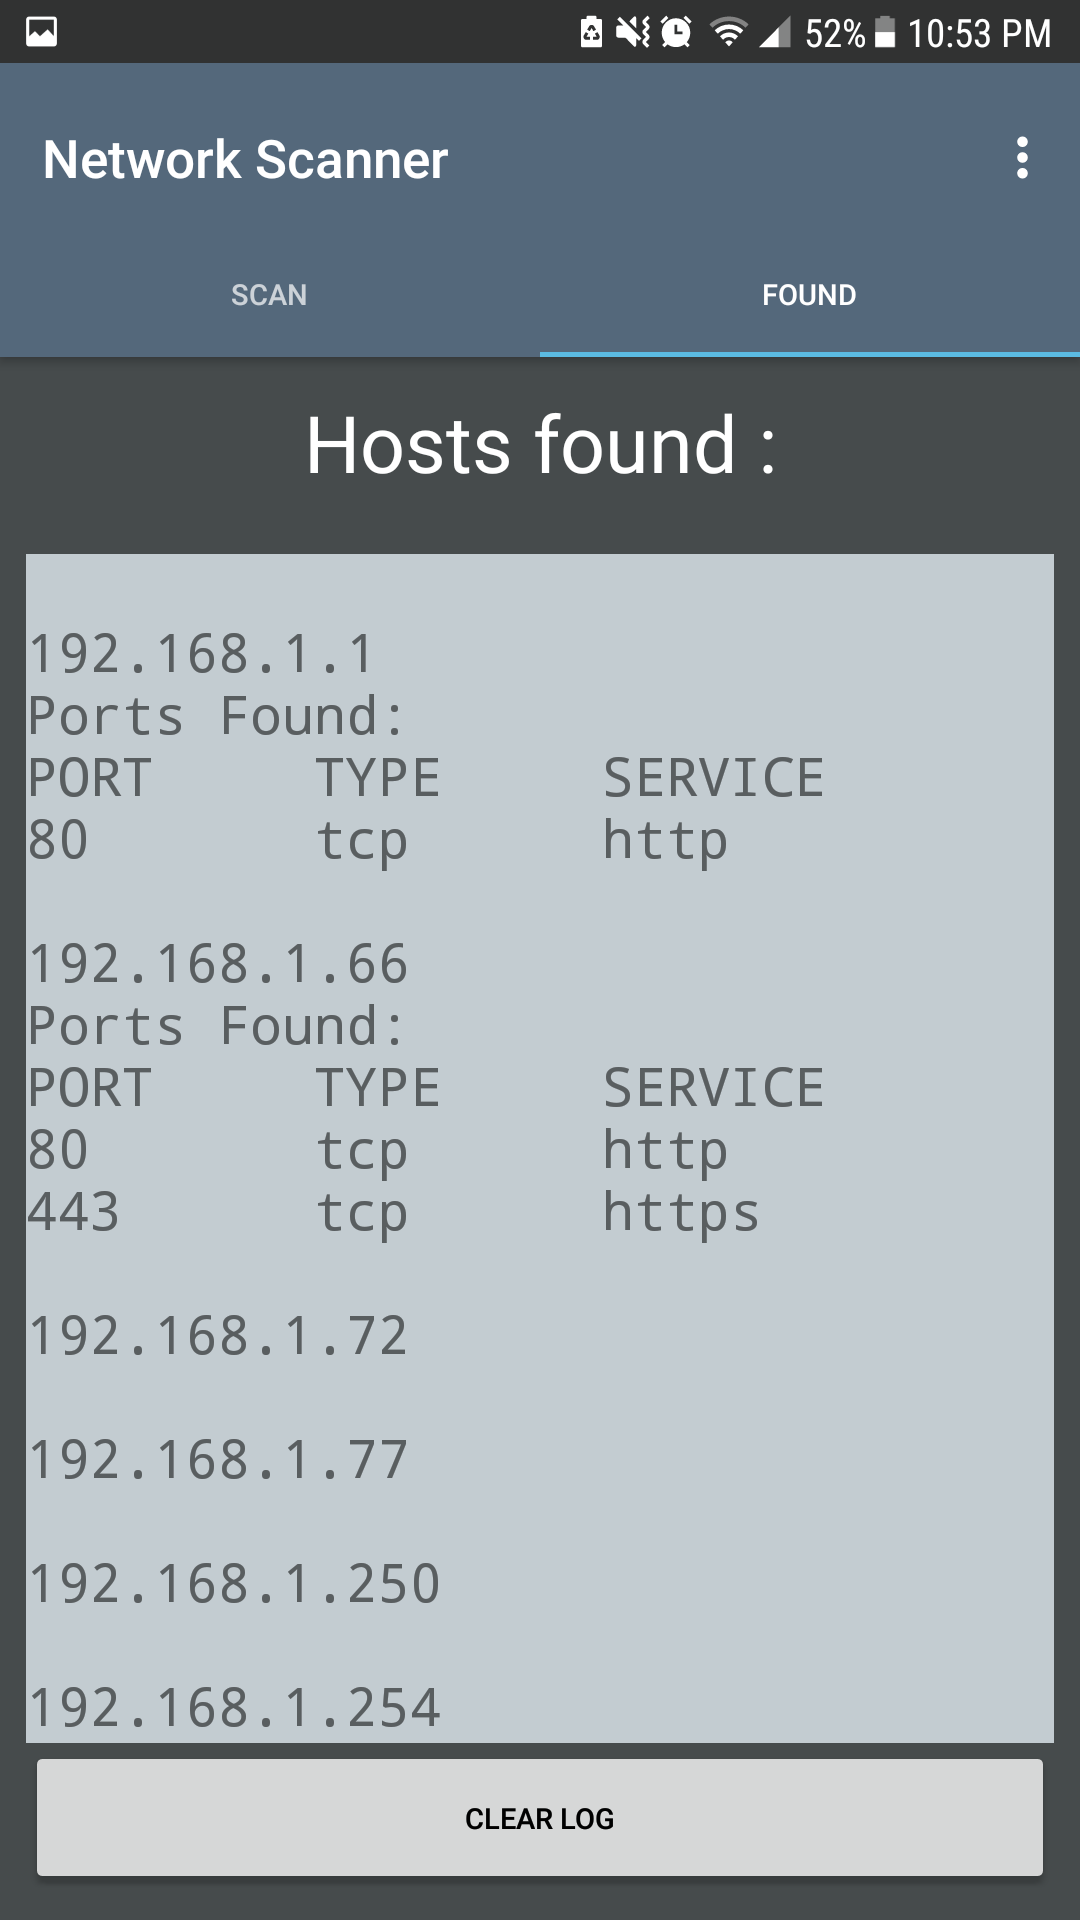 52% 10:53 PM
Network Scanner
SCAN FOUND
Hosts found :
192.168.1.1
Ports Found:
PORT TYPE SERVICE
80 tcp http
192.168.1.66
Ports Found:
PORT TYPE SERVICE
80 tcp http
443 tcp https
192.168.1.72
192.168.1.77
192.168.1.250
192.168.1.254
CLEAR LOG